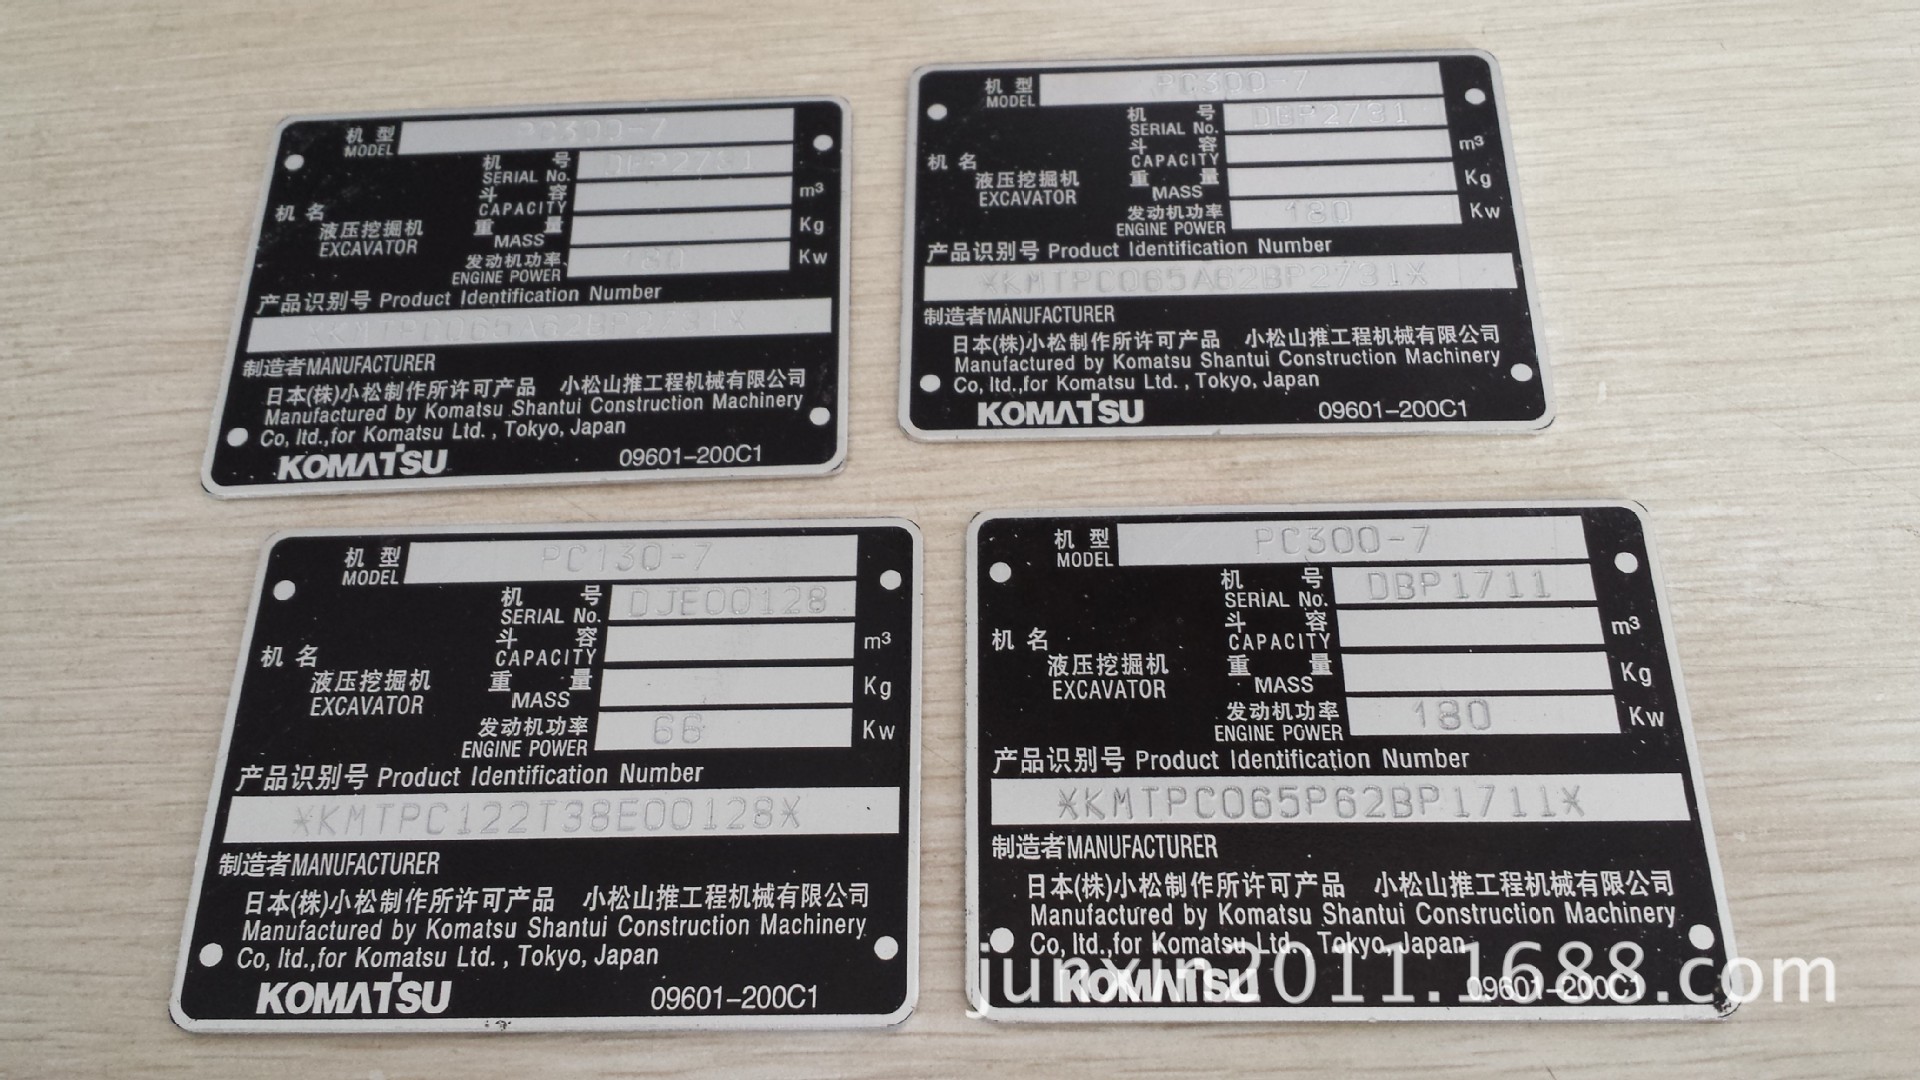 机型 MODEL PC300-7
机号 SERIAL No. DBP2731
斗容 CAPACITY m³
机名 液压挖掘机 EXCAVATOR
重量 MASS Kg
发动机功率 ENGINE POWER 180 Kw
产品识别号 Product Identification Number
*KMTPC065A62BP2731*
制造者MANUFACTURER
日本(株)小松制作所许可产品 小松山推工程机械有限公司
Manufactured by Komatsu Shantui Construction Machinery
Co, ltd.,for Komatsu Ltd. , Tokyo, Japan
KOMATSU 09601-200C1
机型 MODEL PC300-7
机号 SERIAL No. DBP2731
斗容 CAPACITY m³
机名 液压挖掘机 EXCAVATOR
重量 MASS Kg
发动机功率 ENGINE POWER 180 Kw
产品识别号 Product Identification Number
*KMTPC065A62BP2731*
制造者MANUFACTURER
日本(株)小松制作所许可产品 小松山推工程机械有限公司
Manufactured by Komatsu Shantui Construction Machinery
Co, ltd.,for Komatsu Ltd. , Tokyo, Japan
KOMATSU 09601-200C1
机型 MODEL PC130-7
机号 SERIAL No. DJE00128
斗容 CAPACITY m³
机名 液压挖掘机 EXCAVATOR
重量 MASS Kg
发动机功率 ENGINE POWER 66 Kw
产品识别号 Product Identification Number
*KMTPC122T38E00128*
制造者MANUFACTURER
日本(株)小松制作所许可产品 小松山推工程机械有限公司
Manufactured by Komatsu Shantui Construction Machinery
Co, ltd.,for Komatsu Ltd. , Tokyo, Japan
KOMATSU 09601-200C1
机型 MODEL PC300-7
机号 SERIAL No. DBP1711
斗容 CAPACITY m³
机名 液压挖掘机 EXCAVATOR
重量 MASS Kg
发动机功率 ENGINE POWER 180 Kw
产品识别号 Product Identification Number
*KMTPC065P62BP1711*
制造者MANUFACTURER
日本(株)小松制作所许可产品 小松山推工程机械有限公司
Manufactured by Komatsu Shantui Construction Machinery
Co, ltd.,for Komatsu Ltd. , Tokyo, Japan
KOMATSU 09601-200C1
junxin2011.1688.com